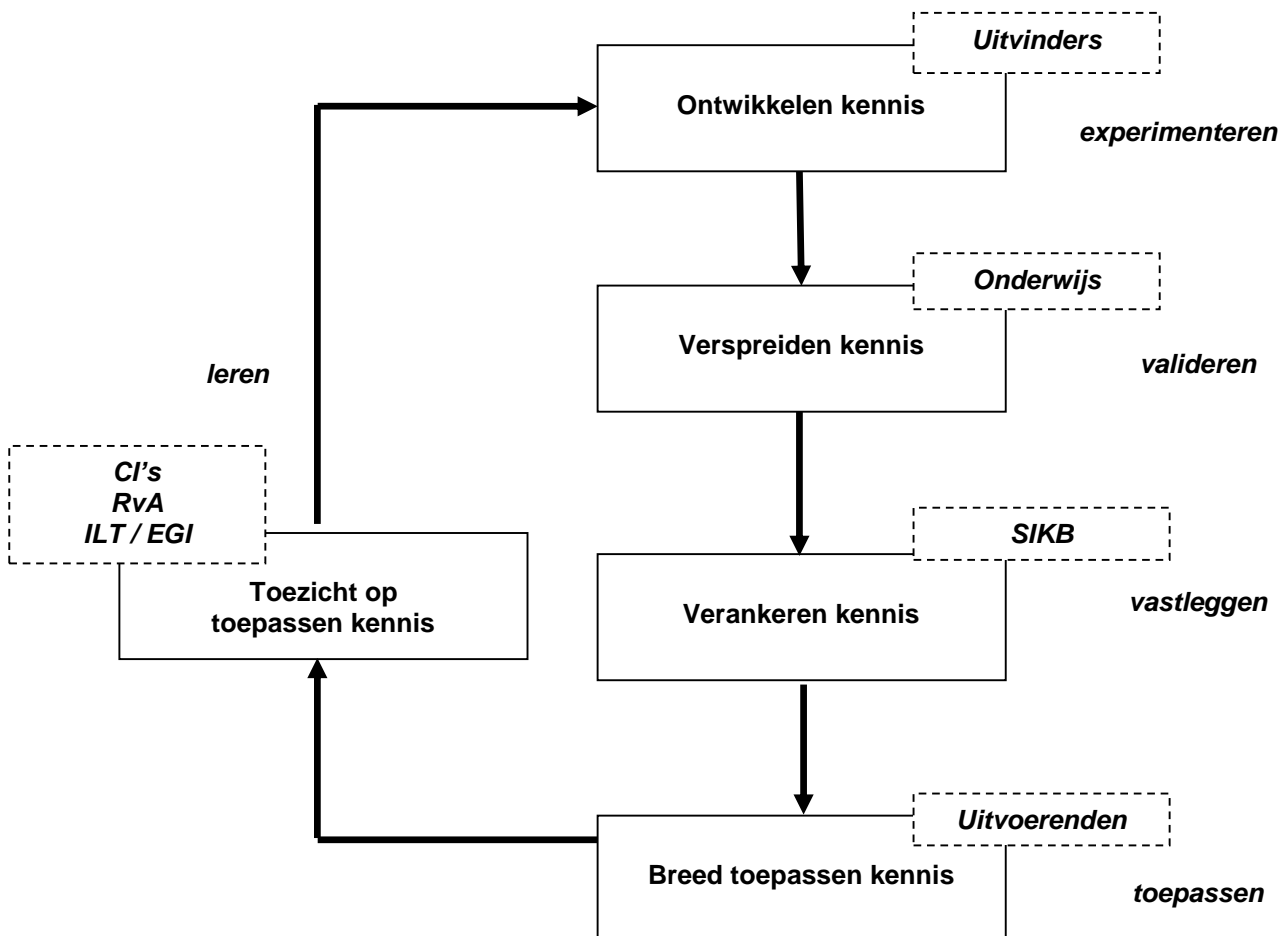 Uitvinders
Ontwikkelen kennis
experimenteren
Onderwijs
Verspreiden kennis
valideren
leren
CI's
RvA
ILT / EGI
Toezicht op
toepassen kennis
SIKB
Verankeren kennis
vastleggen
Uitvoerenden
Breed toepassen kennis
toepassen